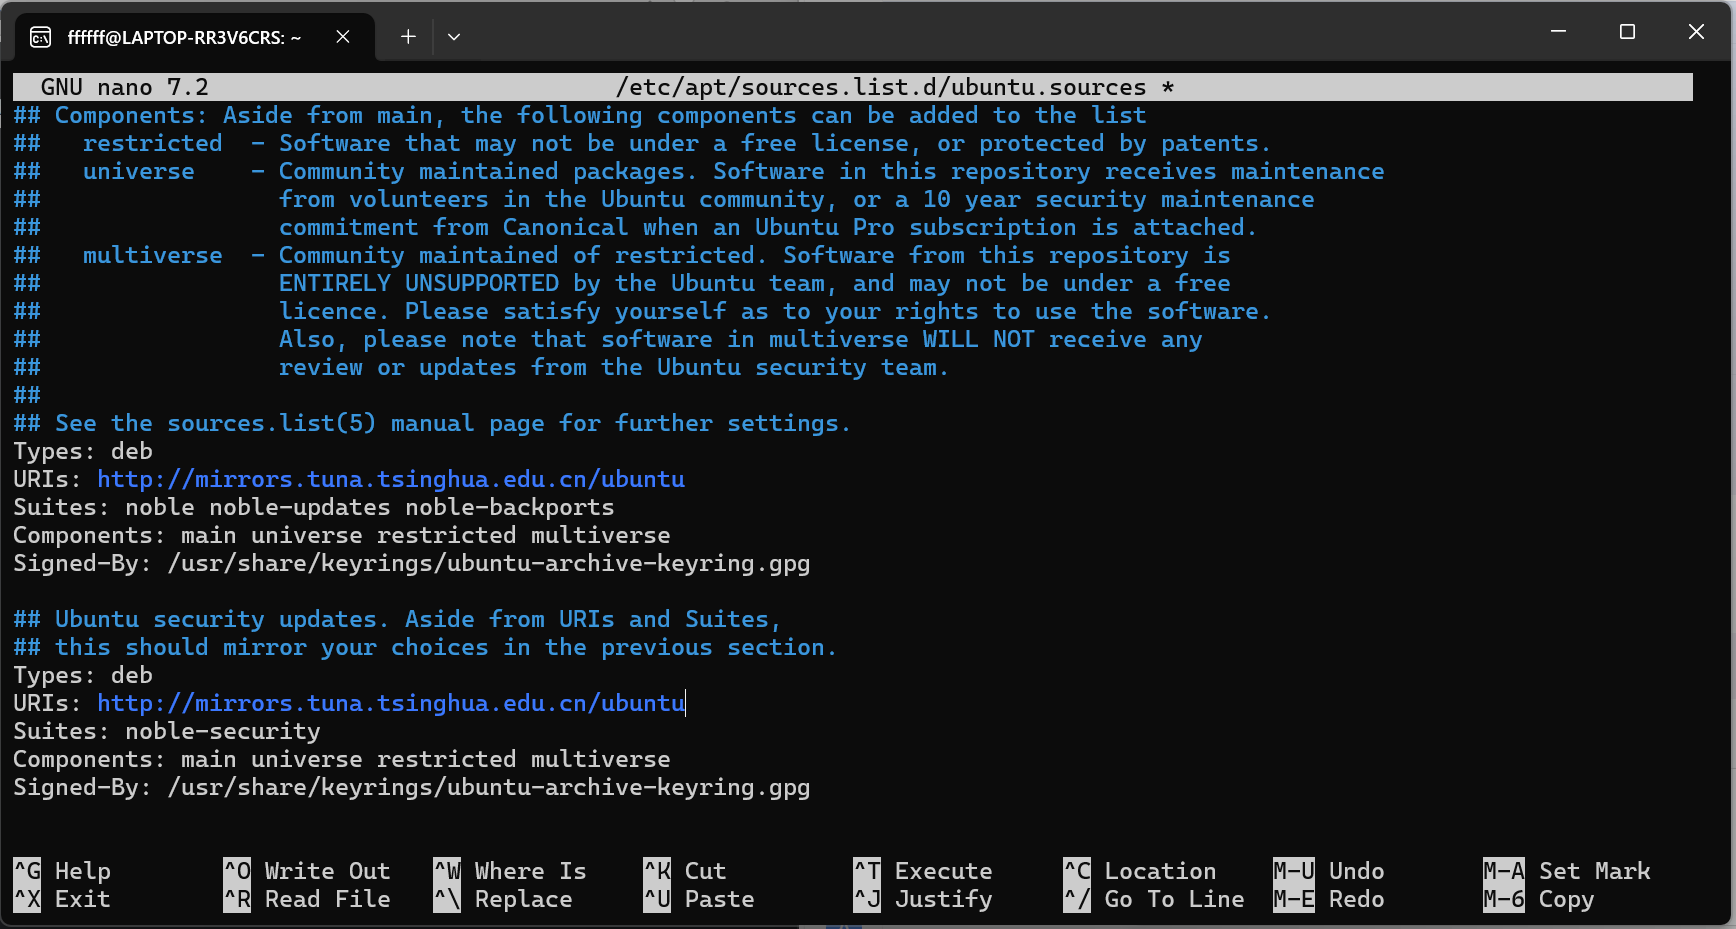 ffffff@LAPTOP-RR3V6CRS: ~
GNU nano 7.2 /etc/apt/sources.list.d/ubuntu.sources *
## Components: Aside from main, the following components can be added to the list
##   restricted  - Software that may not be under a free license, or protected by patents.
##   universe    - Community maintained packages. Software in this repository receives maintenance
##                 from volunteers in the Ubuntu community, or a 10 year security maintenance
##                 commitment from Canonical when an Ubuntu Pro subscription is attached.
##   multiverse  - Community maintained of restricted. Software from this repository is
##                 ENTIRELY UNSUPPORTED by the Ubuntu team, and may not be under a free
##                 licence. Please satisfy yourself as to your rights to use the software.
##                 Also, please note that software in multiverse WILL NOT receive any
##                 review or updates from the Ubuntu security team.
##
## See the sources.list(5) manual page for further settings.
Types: deb
URIs: http://mirrors.tuna.tsinghua.edu.cn/ubuntu
Suites: noble noble-updates noble-backports
Components: main universe restricted multiverse
Signed-By: /usr/share/keyrings/ubuntu-archive-keyring.gpg

## Ubuntu security updates. Aside from URIs and Suites,
## this should mirror your choices in the previous section.
Types: deb
URIs: http://mirrors.tuna.tsinghua.edu.cn/ubuntu
Suites: noble-security
Components: main universe restricted multiverse
Signed-By: /usr/share/keyrings/ubuntu-archive-keyring.gpg

^G Help ^O Write Out ^W Where Is ^K Cut ^T Execute ^C Location M-U Undo M-A Set Mark
^X Exit ^R Read File ^\ Replace ^U Paste ^J Justify ^/ Go To Line M-E Redo M-6 Copy